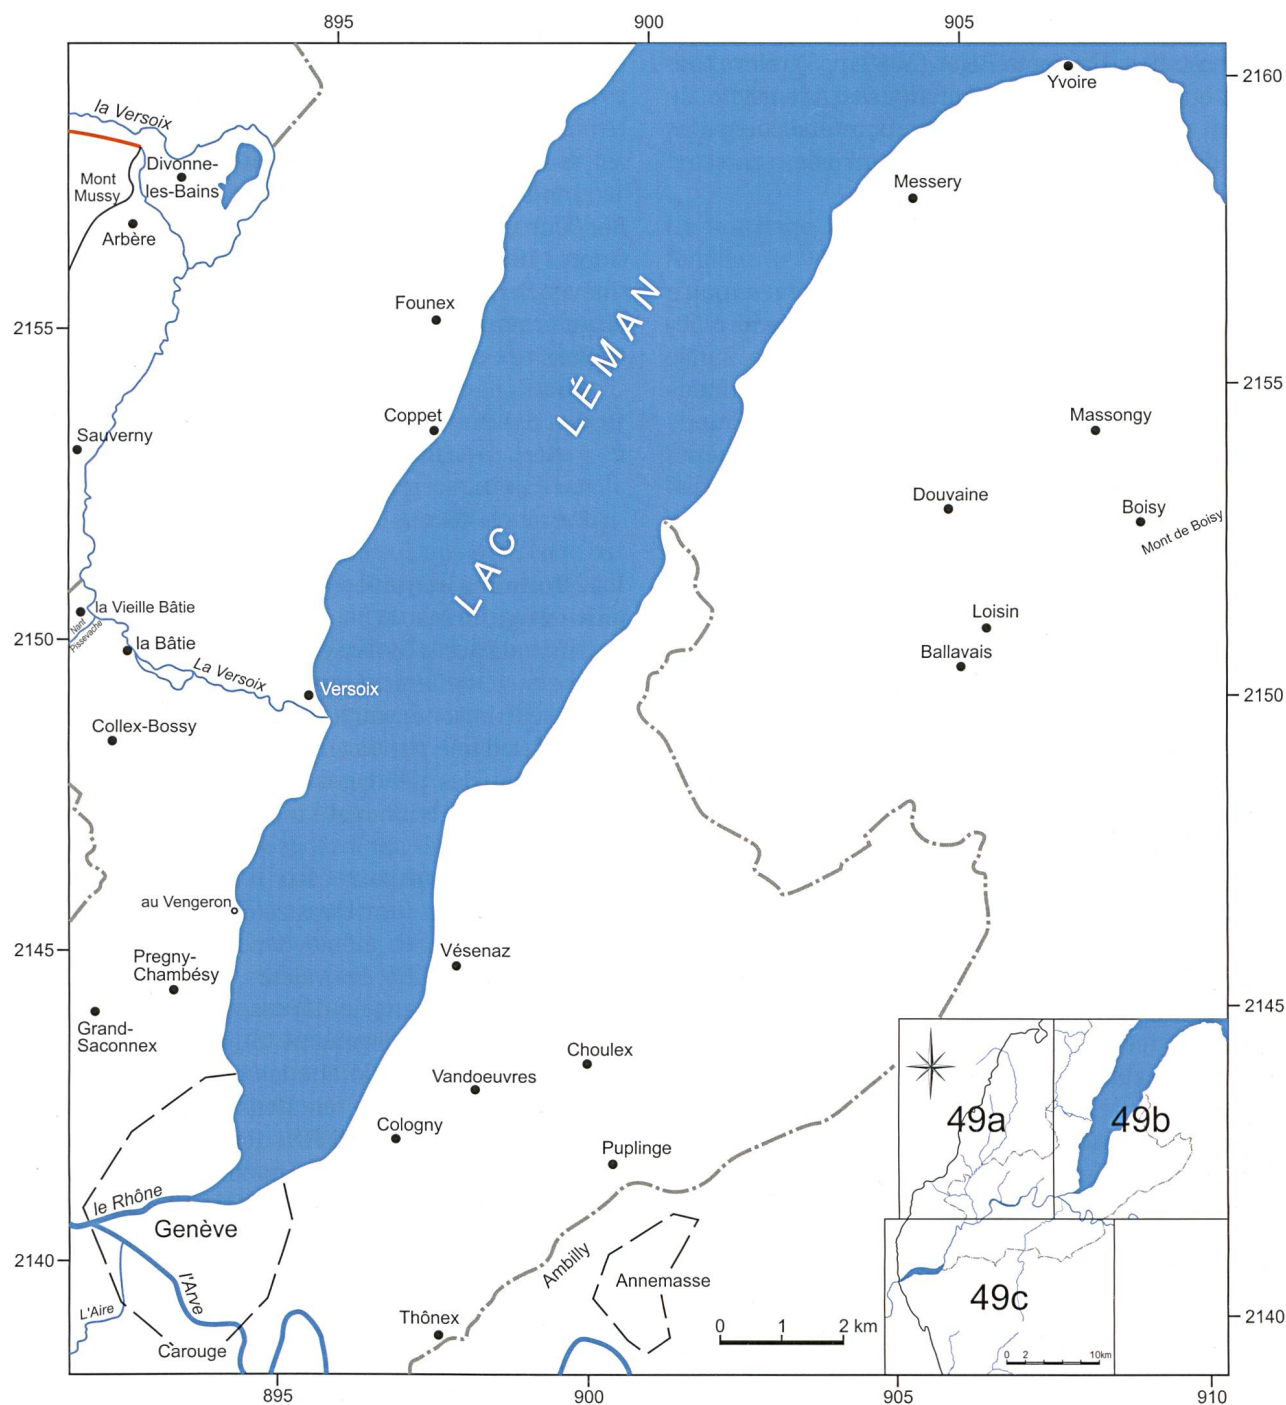 895
900
905
2160
Yvoire
la Versoix
Divonne-
les-Bains
Mont
Mussy
Messery
Arbère
Founex
2155
LÉMAN
2155
Coppet
Massongy
Sauverny
Douvaine
Boisy
Mont de Boisy
LAC
la Vieille Bâtie
Nant
Pissevache
Loisin
2150
la Bâtie
Ballavais
La Versoix
Versoix
2150
Collex-Bossy
au Vengeron
2145
Vésenaz
Pregny-
Chambésy
2145
Grand-
Saconnex
Choulex
Vandoeuvres
Cologny
49a
49b
Puplinge
le Rhône
Genève
2140
Ambilly
Annemasse
l'Arve
49c
L'Aire
Thônex
0 1 2 km
2140
Carouge
0 2 10km
895
900
905
910